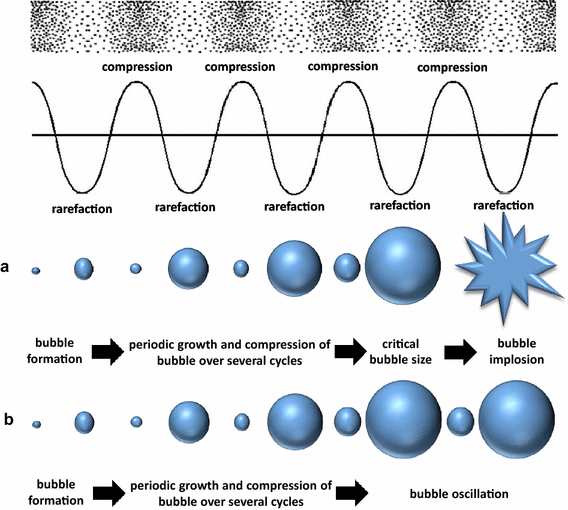 compression compression compression compression
rarefaction rarefaction rarefaction rarefaction rarefaction
a
bubble
formation
periodic growth and compression of
bubble over several cycles
critical
bubble size
bubble
implosion
b
bubble
formation
periodic growth and compression of
bubble over several cycles
bubble oscillation